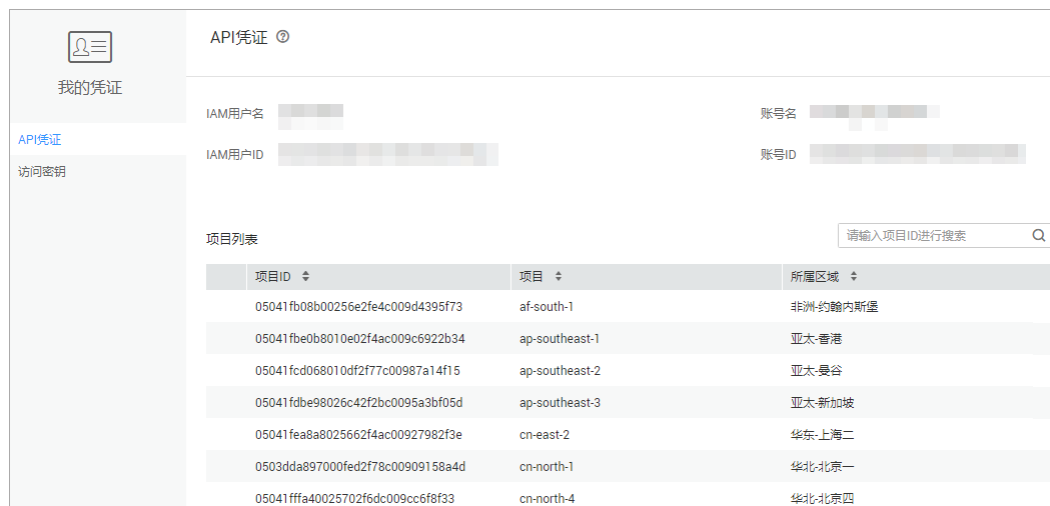 我的凭证
API凭证
访问密钥
API凭证
IAM用户名
账号名
IAM用户ID
账号ID
项目列表
请输入项目ID进行搜索
项目ID 项目 所属区域
05041fb08b00256e2fe4c009d4395f73 af-south-1 非洲-约翰内斯堡
05041fbe0b8010e02f4ac009c6922b34 ap-southeast-1 亚太-香港
05041fcd068010df2f77c00987a14f15 ap-southeast-2 亚太-曼谷
05041fdbe98026c42f2bc0095a3bf05d ap-southeast-3 亚太-新加坡
05041fea8a8025662f4ac00927982f3e cn-east-2 华东-上海二
0503dda897000fed2f78c00909158a4d cn-north-1 华北-北京一
05041fffa40025702f6dc009cc6f8f33 cn-north-4 华北-北京四